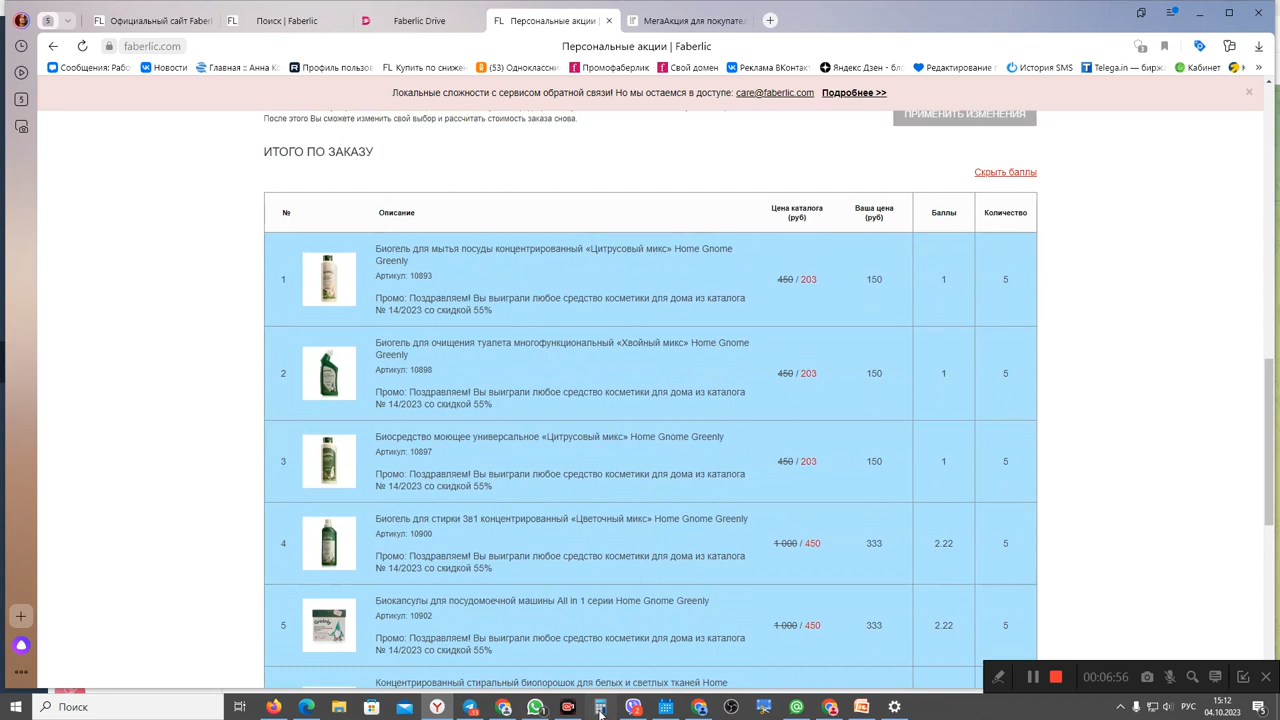 FL Поиск | Faberlic
FL Официальный сайт | Fab
Faberlic Drive
FL Персональные акции |
FL МегаАкция для покупате
faberlic.com
Персональные акции | Faberlic
Сообщения: Рабо
Новости
Главная :: Анна Ко
Профиль пользов
FL. Купить по сниже
(53) Одноклассни
Промофаберлик
Свой домен
Реклама ВКонтак
Яндекс Дзен - бло
Редактирование
История SMS
Telega.in — бирж
Кабинет
Локальные сложности с сервисом обратной связи! Но мы остаемся в доступе: care@faberlic.com Подробнее >>
После этого Вы сможете изменить свой выбор и рассчитать стоимость заказа снова.
ПРИМЕНИТЬ ИЗМЕНЕНИЯ
ИТОГО ПО ЗАКАЗУ
Скрыть баллы
№ Описание Цена каталога (руб) Ваша цена (руб) Баллы Количество
Биогель для мытья посуды концентрированный «Цитрусовый микс» Home Gnome
Greenly
Артикул: 10893
1 450 / 203 150 1 5
Промо: Поздравляем! Вы выиграли любое средство косметики для дома из каталога
№ 14/2023 со скидкой 55%
Биогель для очищения туалета многофункциональный «Хвойный микс» Home Gnome
Greenly
Артикул: 10898
2 450 / 203 150 1 5
Промо: Поздравляем! Вы выиграли любое средство косметики для дома из каталога
№ 14/2023 со скидкой 55%
Биосредство моющее универсальное «Цитрусовый микс» Home Gnome Greenly
Артикул: 10897
3 450 / 203 150 1 5
Промо: Поздравляем! Вы выиграли любое средство косметики для дома из каталога
№ 14/2023 со скидкой 55%
Биогель для стирки 3в1 концентрированный «Цветочный микс» Home Gnome Greenly
Артикул: 10900
4 1 000 / 450 333 2.22 5
Промо: Поздравляем! Вы выиграли любое средство косметики для дома из каталога
№ 14/2023 со скидкой 55%
Биокапсулы для посудомоечной машины All in 1 серии Home Gnome Greenly
Артикул: 10902
5 1 000 / 450 333 2.22 5
Промо: Поздравляем! Вы выиграли любое средство косметики для дома из каталога
№ 14/2023 со скидкой 55%
Концентрированный стиральный биопорошок для белых и светлых тканей Home
00:06:56
Поиск
15:12
04.10.2023